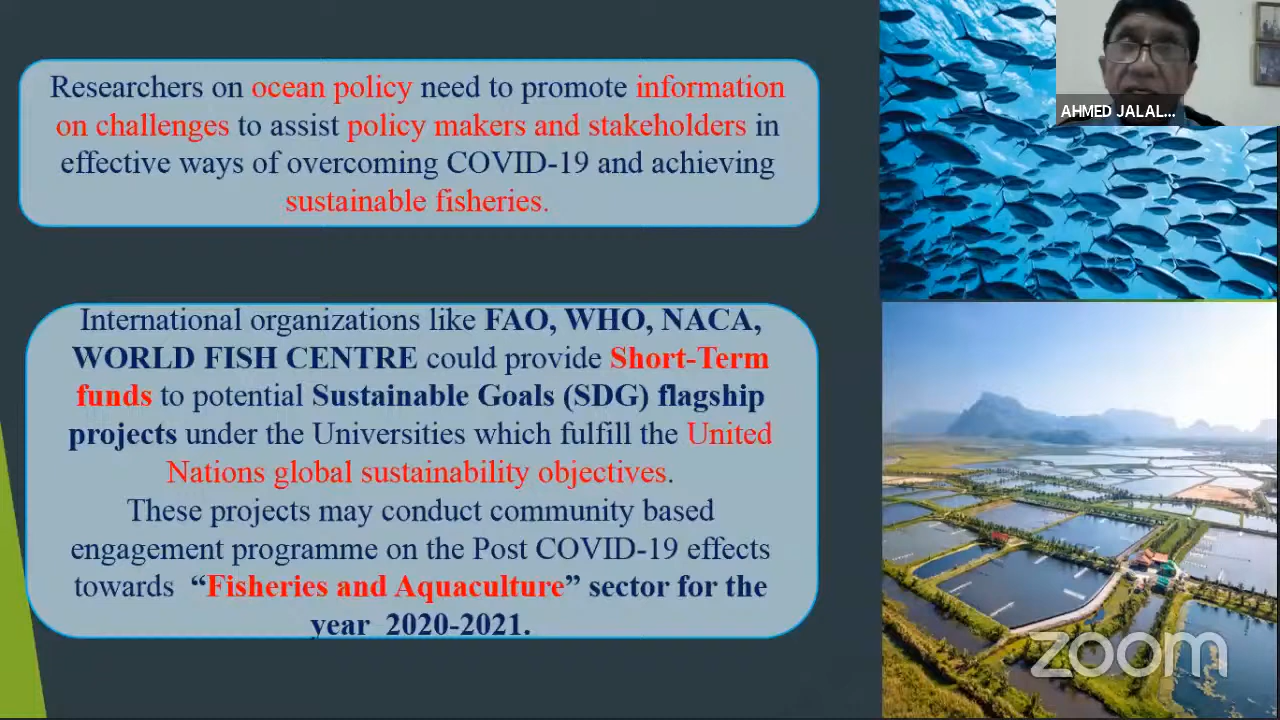 Researchers on ocean policy need to promote information
on challenges to assist policy makers and stakeholders in
effective ways of overcoming COVID-19 and achieving
sustainable fisheries.
International organizations like FAO, WHO, NACA,
WORLD FISH CENTRE could provide Short-Term
funds to potential Sustainable Goals (SDG) flagship
projects under the Universities which fulfill the United
Nations global sustainability objectives.
These projects may conduct community based
engagement programme on the Post COVID-19 effects
towards “Fisheries and Aquaculture” sector for the
year 2020-2021.
AHMED JALAL...
zoom